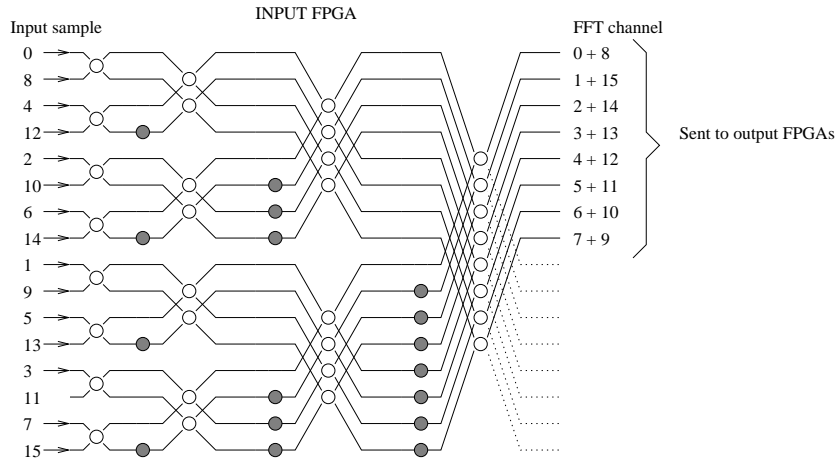 INPUT FPGA
Input sample
FFT channel
0
0 + 8
8
1 + 15
4
2 + 14
12
3 + 13
Sent to output FPGAs
2
4 + 12
10
5 + 11
6
6 + 10
14
7 + 9
1
9
5
13
3
11
7
15